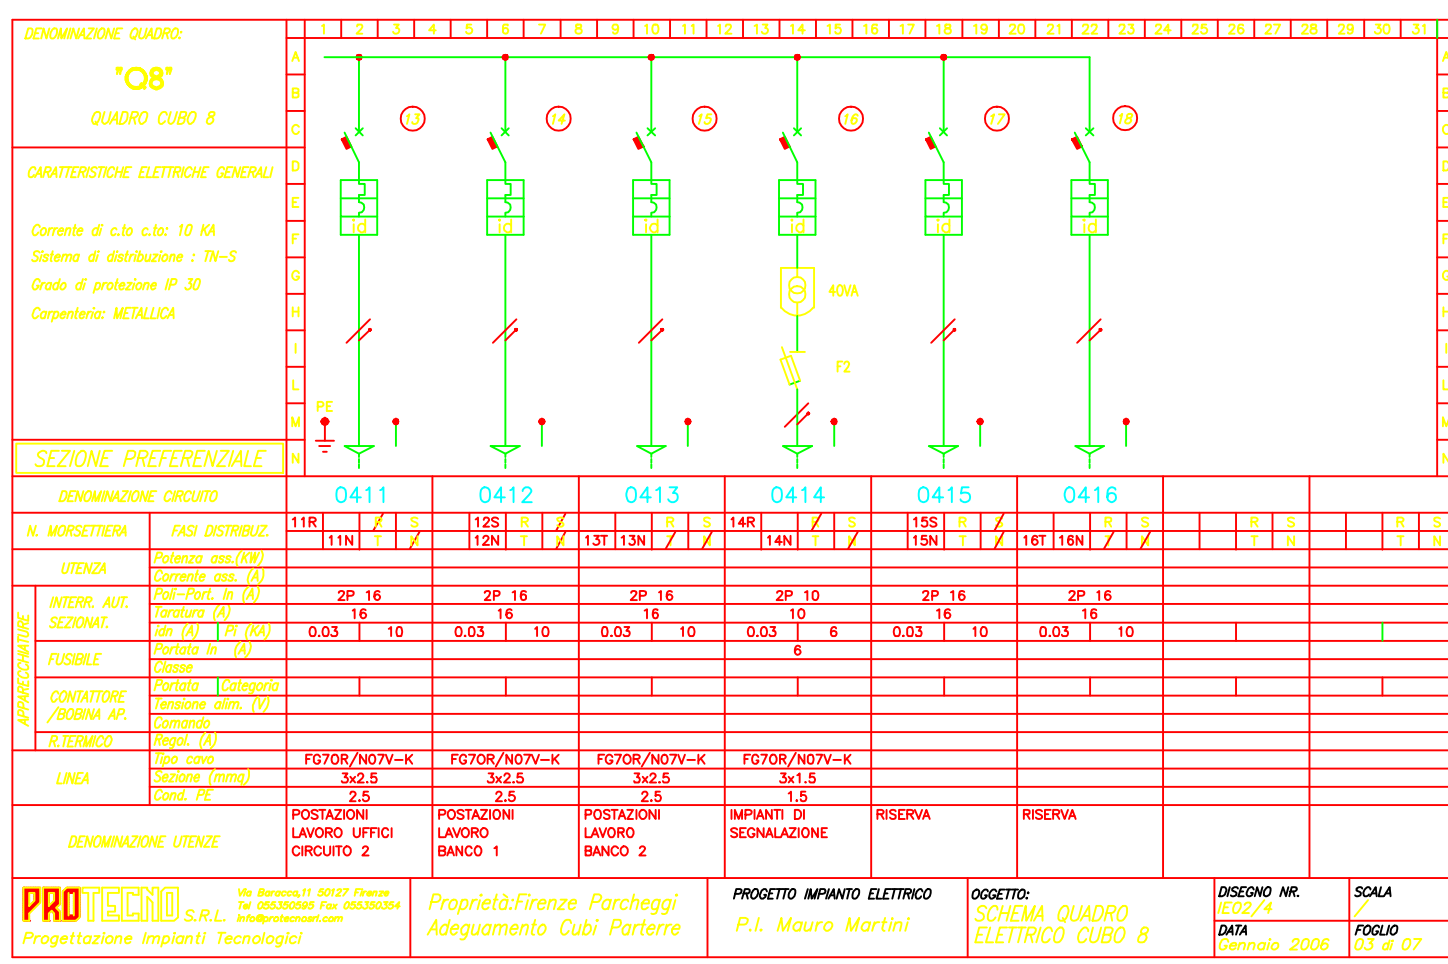 DENOMINAZIONE QUADRO:
"Q8"
QUADRO CUBO 8
CARATTERISTICHE ELETTRICHE GENERALI
Corrente di c.to c.to: 10 KA
Sistema di distribuzione : TN-S
Grado di protezione IP 30
Carpenteria: METALLICA
SEZIONE PREFERENZIALE
1 2 3 4 5 6 7 8 9 10 11 12 13 14 15 16 17 18 19 20 21 22 23 24 25 26 27 28 29 30 31
A A
B B
C C
D D
E E
F F
G G
H H
I I
L L
M M
N N
13 14 15 16 17 18
id id id id id id
40VA
F2
PE
DENOMINAZIONE CIRCUITO 0411 0412 0413 0414 0415 0416
N. MORSETTIERA FASI DISTRIBUZ.
11R R S 12S R S R S 14R R S 15S R S R S R S R S
11N T N 12N T N 13T 13N T N 14N T N 15N T N 16T 16N T N T N T N
UTENZA
Potenza ass.(KW)
Corrente ass. (A)
APPARECCHIATURE
INTERR. AUT.
SEZIONAT.
Poli-Port. In (A) 2P 16 2P 16 2P 16 2P 10 2P 16 2P 16
Taratura (A) 16 16 16 10 16 16
idn (A) Pi (KA) 0.03 10 0.03 10 0.03 10 0.03 6 0.03 10 0.03 10
FUSIBILE
Portata In (A) 6
Classe
CONTATTORE
/BOBINA AP.
Portata Categoria
Tensione alim. (V)
Comando
R.TERMICO Regol. (A)
LINEA
Tipo cavo FG7OR/N07V-K FG7OR/N07V-K FG7OR/N07V-K FG7OR/N07V-K
Sezione (mmq) 3x2.5 3x2.5 3x2.5 3x1.5
Cond. PE 2.5 2.5 2.5 1.5
DENOMINAZIONE UTENZE
POSTAZIONI
LAVORO UFFICI
CIRCUITO 2
POSTAZIONI
LAVORO
BANCO 1
POSTAZIONI
LAVORO
BANCO 2
IMPIANTI DI
SEGNALAZIONE
RISERVA
RISERVA
PROTECNO S.R.L.
Via Baracca,11 50127 Firenze
Progettazione Impianti Tecnologici
Proprietà:Firenze Parcheggi
Adeguamento Cubi Parterre
PROGETTO IMPIANTO ELETTRICO
P.I. Mauro Martini
OGGETTO:
SCHEMA QUADRO
ELETTRICO CUBO 8
DISEGNO NR.
IE02/4
SCALA
/
DATA
Gennaio 2006
FOGLIO
03 di 07